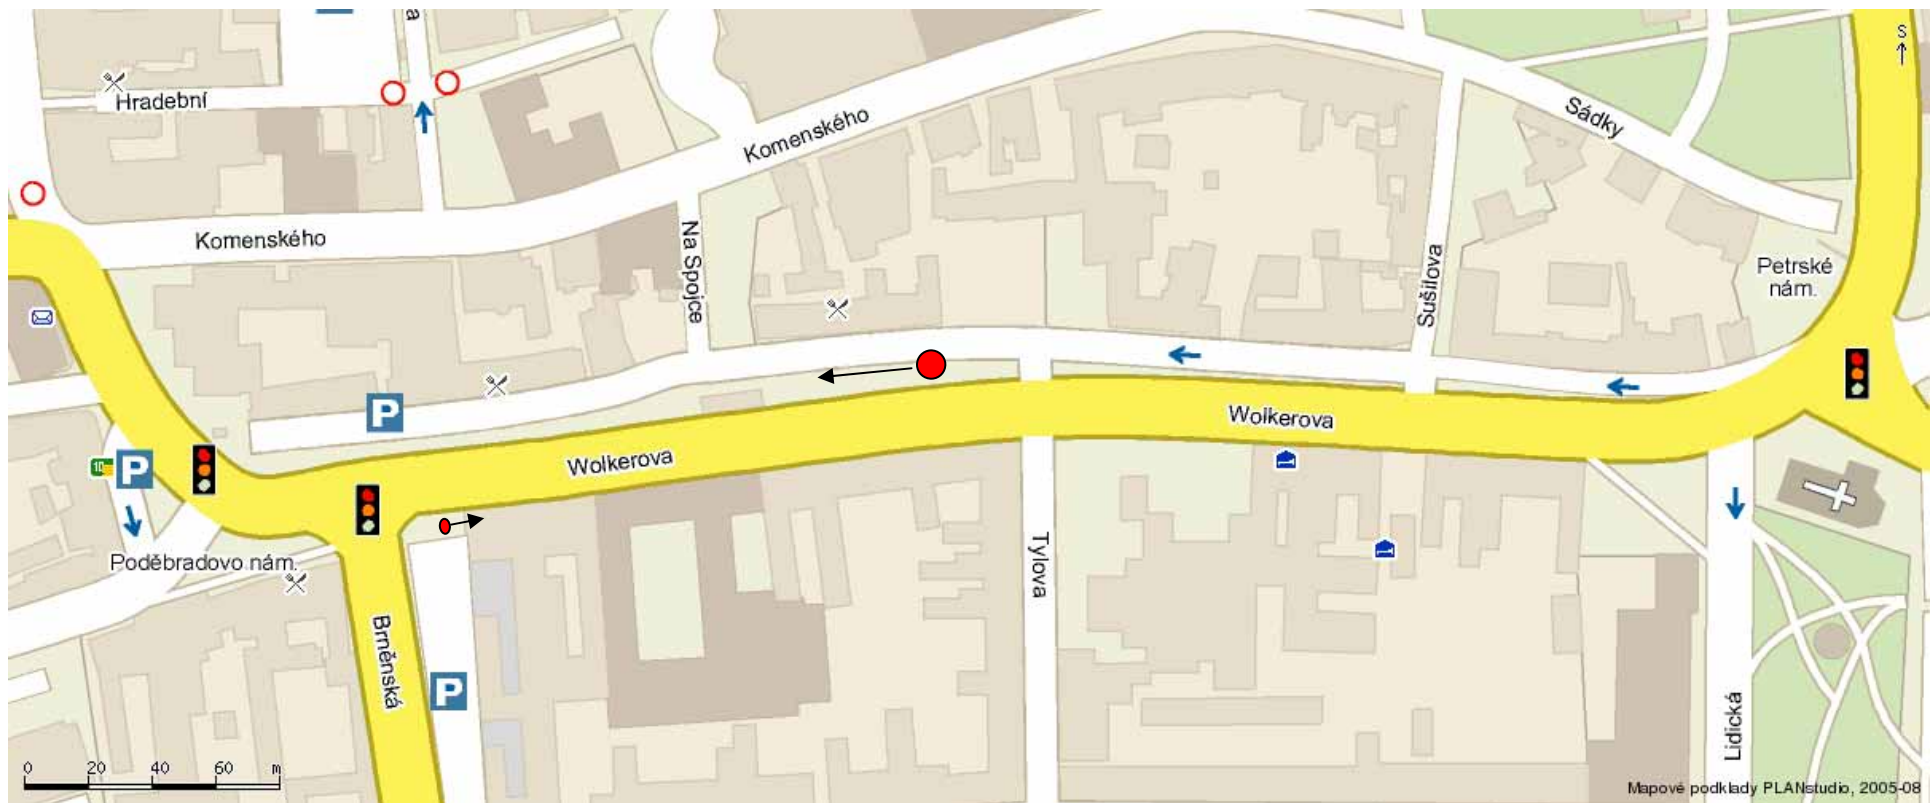 a
S
Hradební
Komenského
Sádky
Komenského
Na Spojce
Sušilova
Petrské
nám.
P
Wolkerova
Wolkerova
P
10
Poděbradovo nám.
Tylova
Brněnská
P
Lidická
0 20 40 60 m
Mapové podklady PLANstudio, 2005-08